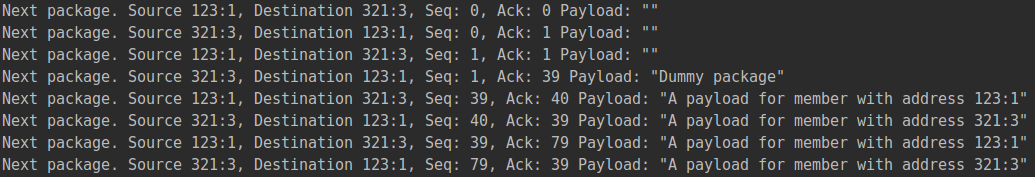 Next package. Source 123:1, Destination 321:3, Seq: 0, Ack: 0 Payload: ""
Next package. Source 321:3, Destination 123:1, Seq: 0, Ack: 1 Payload: ""
Next package. Source 123:1, Destination 321:3, Seq: 1, Ack: 1 Payload: ""
Next package. Source 321:3, Destination 123:1, Seq: 1, Ack: 39 Payload: "Dummy package"
Next package. Source 123:1, Destination 321:3, Seq: 39, Ack: 40 Payload: "A payload for member with address 123:1"
Next package. Source 321:3, Destination 123:1, Seq: 40, Ack: 39 Payload: "A payload for member with address 321:3"
Next package. Source 123:1, Destination 321:3, Seq: 39, Ack: 79 Payload: "A payload for member with address 123:1"
Next package. Source 321:3, Destination 123:1, Seq: 79, Ack: 39 Payload: "A payload for member with address 321:3"